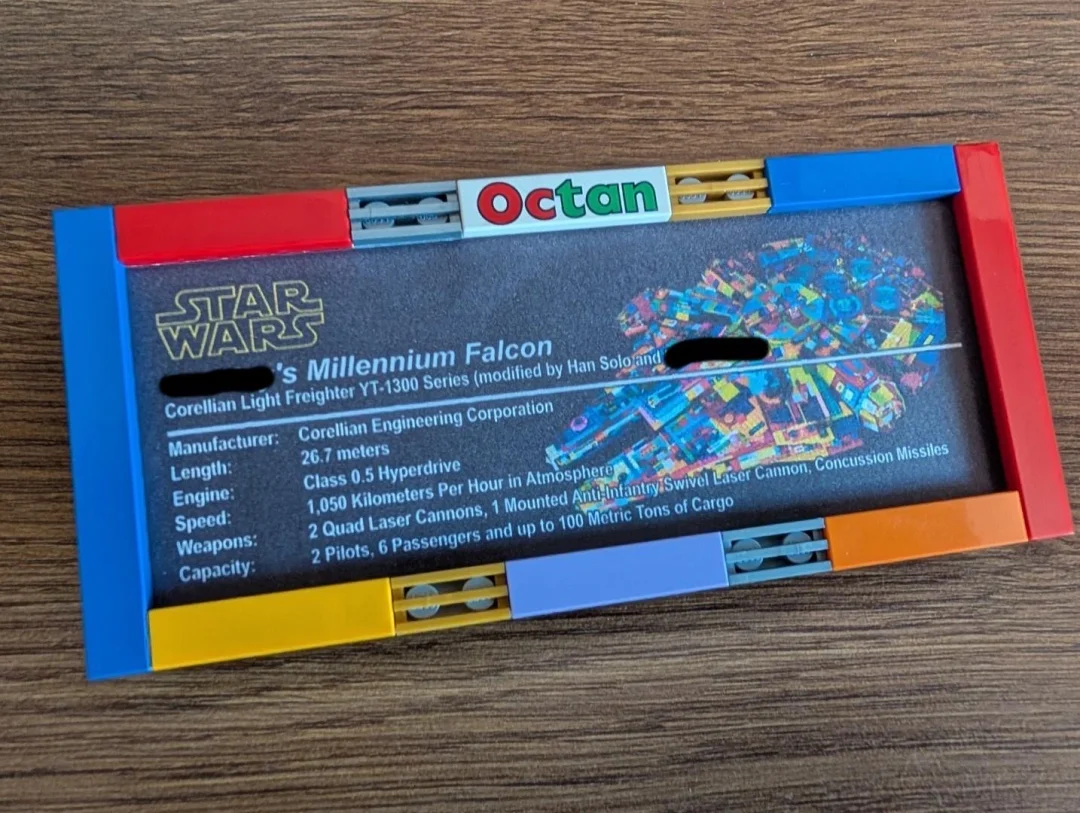 Octan
STAR
WARS
's Millennium Falcon
Corellian Light Freighter YT-1300 Series (modified by Han Solo and
Manufacturer: Corellian Engineering Corporation
Length: 26.7 meters
Engine: Class 0.5 Hyperdrive
Speed: 1,050 Kilometers Per Hour in Atmosphere
Weapons: 2 Quad Laser Cannons, 1 Mounted Anti-Infantry Swivel Laser Cannon, Concussion Missiles
Capacity: 2 Pilots, 6 Passengers and up to 100 Metric Tons of Cargo